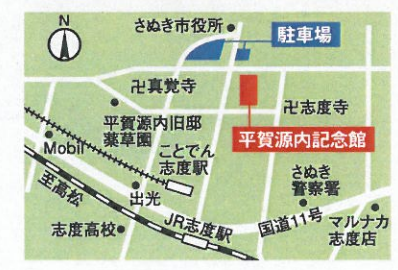 N
さぬき市役所
駐車場
卍真覚寺
卍志度寺
平賀源内旧邸
薬草園
平賀源内記念館
Mobil
ことでん
志度駅
至高松
出光
さぬき
警察署
志度高校
JR志度駅
国道11号
マルナカ
志度店